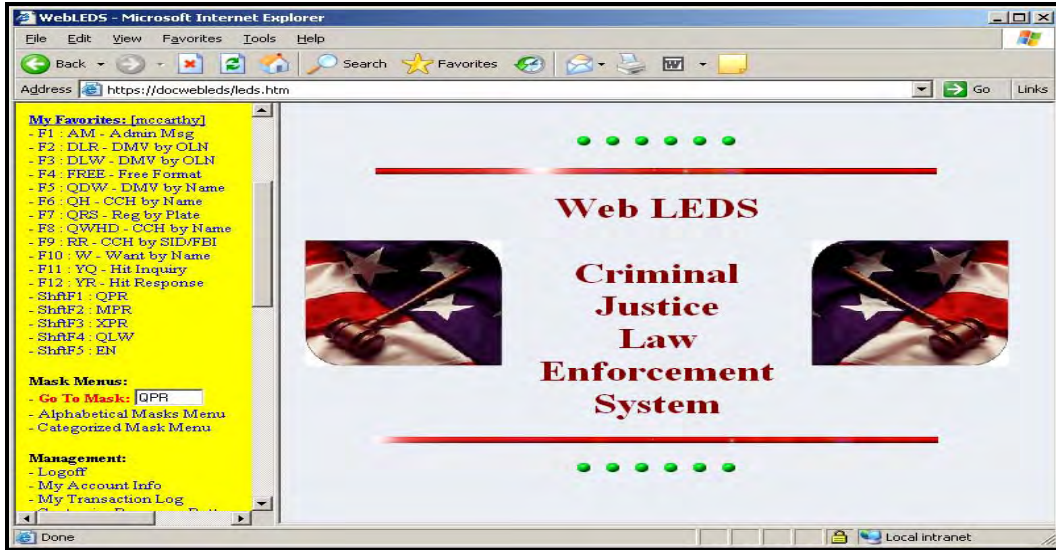 WebLEDS - Microsoft Internet Explorer
File Edit View Favorites Tools Help
Back Search Favorites
Address https://docwebleds/leds.htm Go Links
My Favorites: [mccarthy]
- F1 : AM - Admin Msg
- F2 : DLR - DMV by OLN
- F3 : DLW - DMV by OLN
- F4 : FREE - Free Format
- F5 : QDW - DMV by Name
- F6 : QH - CCH by Name
- F7 : QRS - Reg by Plate
- F8 : QWHD - CCH by Name
- F9 : RR - CCH by SID/FBI
- F10 : W - Want by Name
- F11 : YQ - Hit Inquiry
- F12 : YR - Hit Response
- ShftF1 : QPR
- ShftF2 : MPR
- ShftF3 : XPR
- ShftF4 : QLW
- ShftF5 : EN
Mask Menus:
- Go To Mask: QPR
- Alphabetical Masks Menu
- Categorized Mask Menu
Management:
- Logoff
- My Account Info
- My Transaction Log
Web LEDS
Criminal
Justice
Law
Enforcement
System
Done Local intranet